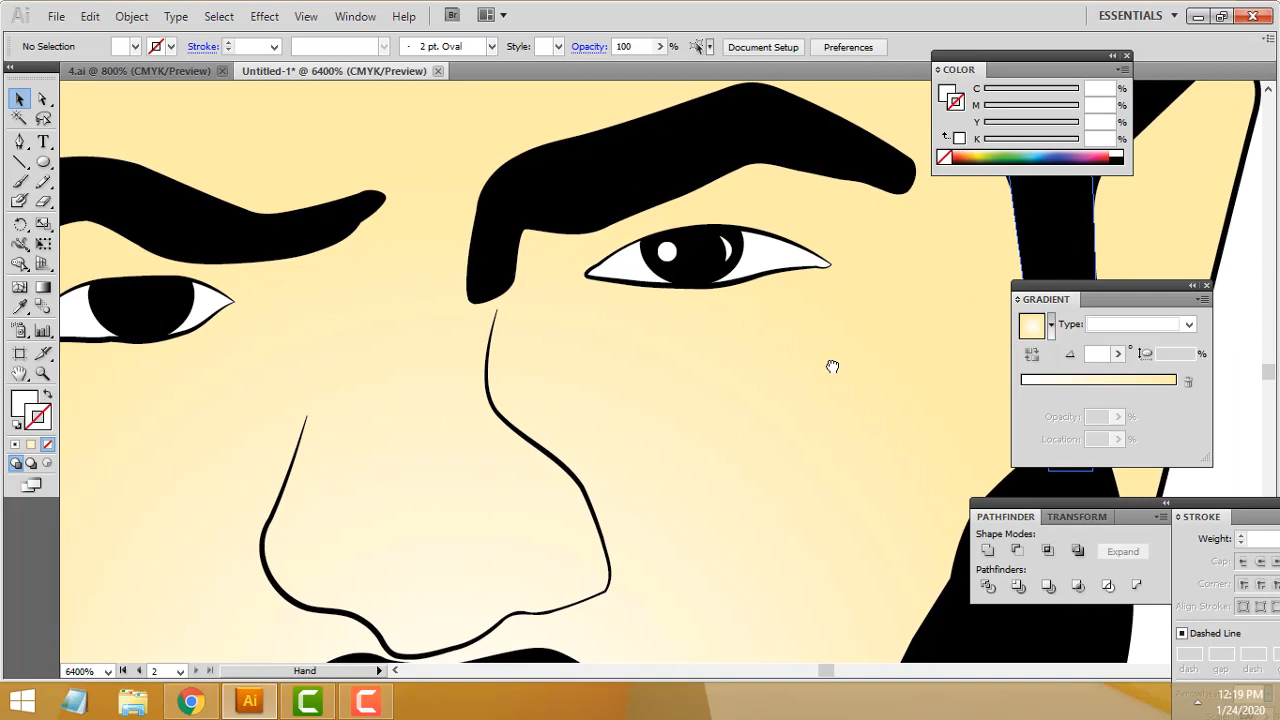 Ai File Edit Object Type Select Effect View Window Help Br ESSENTIALS
No Selection Stroke: 2 pt. Oval Style: Opacity: 100 % Document Setup Preferences
4.ai @ 800% (CMYK/Preview) Untitled-1* @ 6400% (CMYK/Preview)
COLOR
C %
M %
Y %
K %
GRADIENT
Type:
° %
Opacity: %
Location: %
PATHFINDER TRANSFORM STROKE
Shape Modes: Weight:
Expand
Cap:
Pathfinders:
Corner:
Align Stroke:
Dashed Line
dash gap dash
6400% 2 Hand
Ai
12:19 PM
1/24/2020